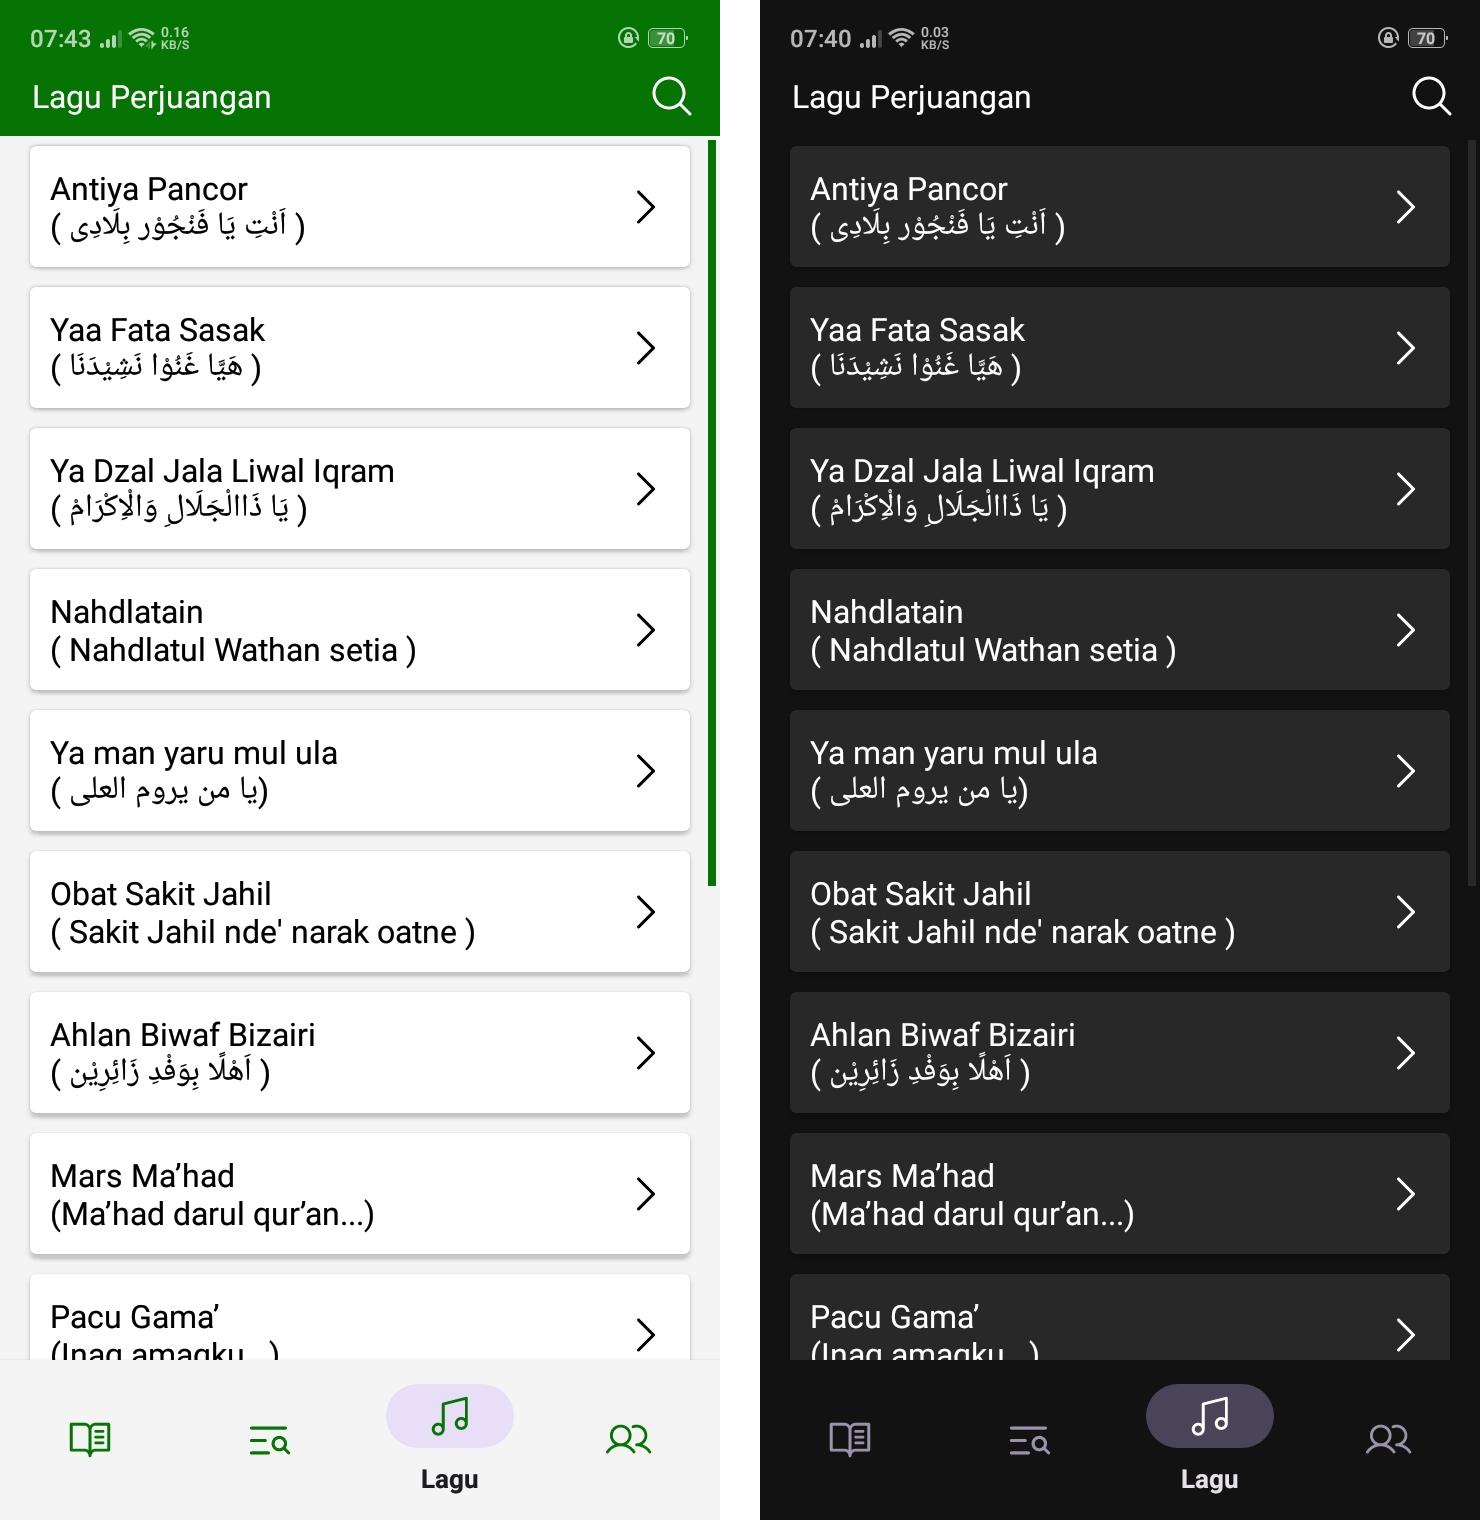 07:43
0.16
KB/S
70
Lagu Perjuangan
Antiya Pancor
( اَنْتِ يَا فَنْجُوْر بِلَادِى )
Yaa Fata Sasak
( هَيَّا غَنُوْا نَشِيْدَنَا )
Ya Dzal Jala Liwal Iqram
( يَا ذَاالْجَلَالِ وَالْاِكْرَامْ )
Nahdlatain
( Nahdlatul Wathan setia )
Ya man yaru mul ula
( يا من يروم العلى)
Obat Sakit Jahil
( Sakit Jahil nde' narak oatne )
Ahlan Biwaf Bizairi
( اَهْلًا بِوَفْدِ زَائِرِيْن )
Mars Ma’had
(Ma’had darul qur’an...)
Pacu Gama’
(Inaq amaqku...)
Lagu
07:40
0.03
KB/S
70
Lagu Perjuangan
Antiya Pancor
( اَنْتِ يَا فَنْجُوْر بِلَادِى )
Yaa Fata Sasak
( هَيَّا غَنُوْا نَشِيْدَنَا )
Ya Dzal Jala Liwal Iqram
( يَا ذَاالْجَلَالِ وَالْاِكْرَامْ )
Nahdlatain
( Nahdlatul Wathan setia )
Ya man yaru mul ula
( يا من يروم العلى)
Obat Sakit Jahil
( Sakit Jahil nde' narak oatne )
Ahlan Biwaf Bizairi
( اَهْلًا بِوَفْدِ زَائِرِيْن )
Mars Ma’had
(Ma’had darul qur’an...)
Pacu Gama’
(Inaq amaqku...)
Lagu